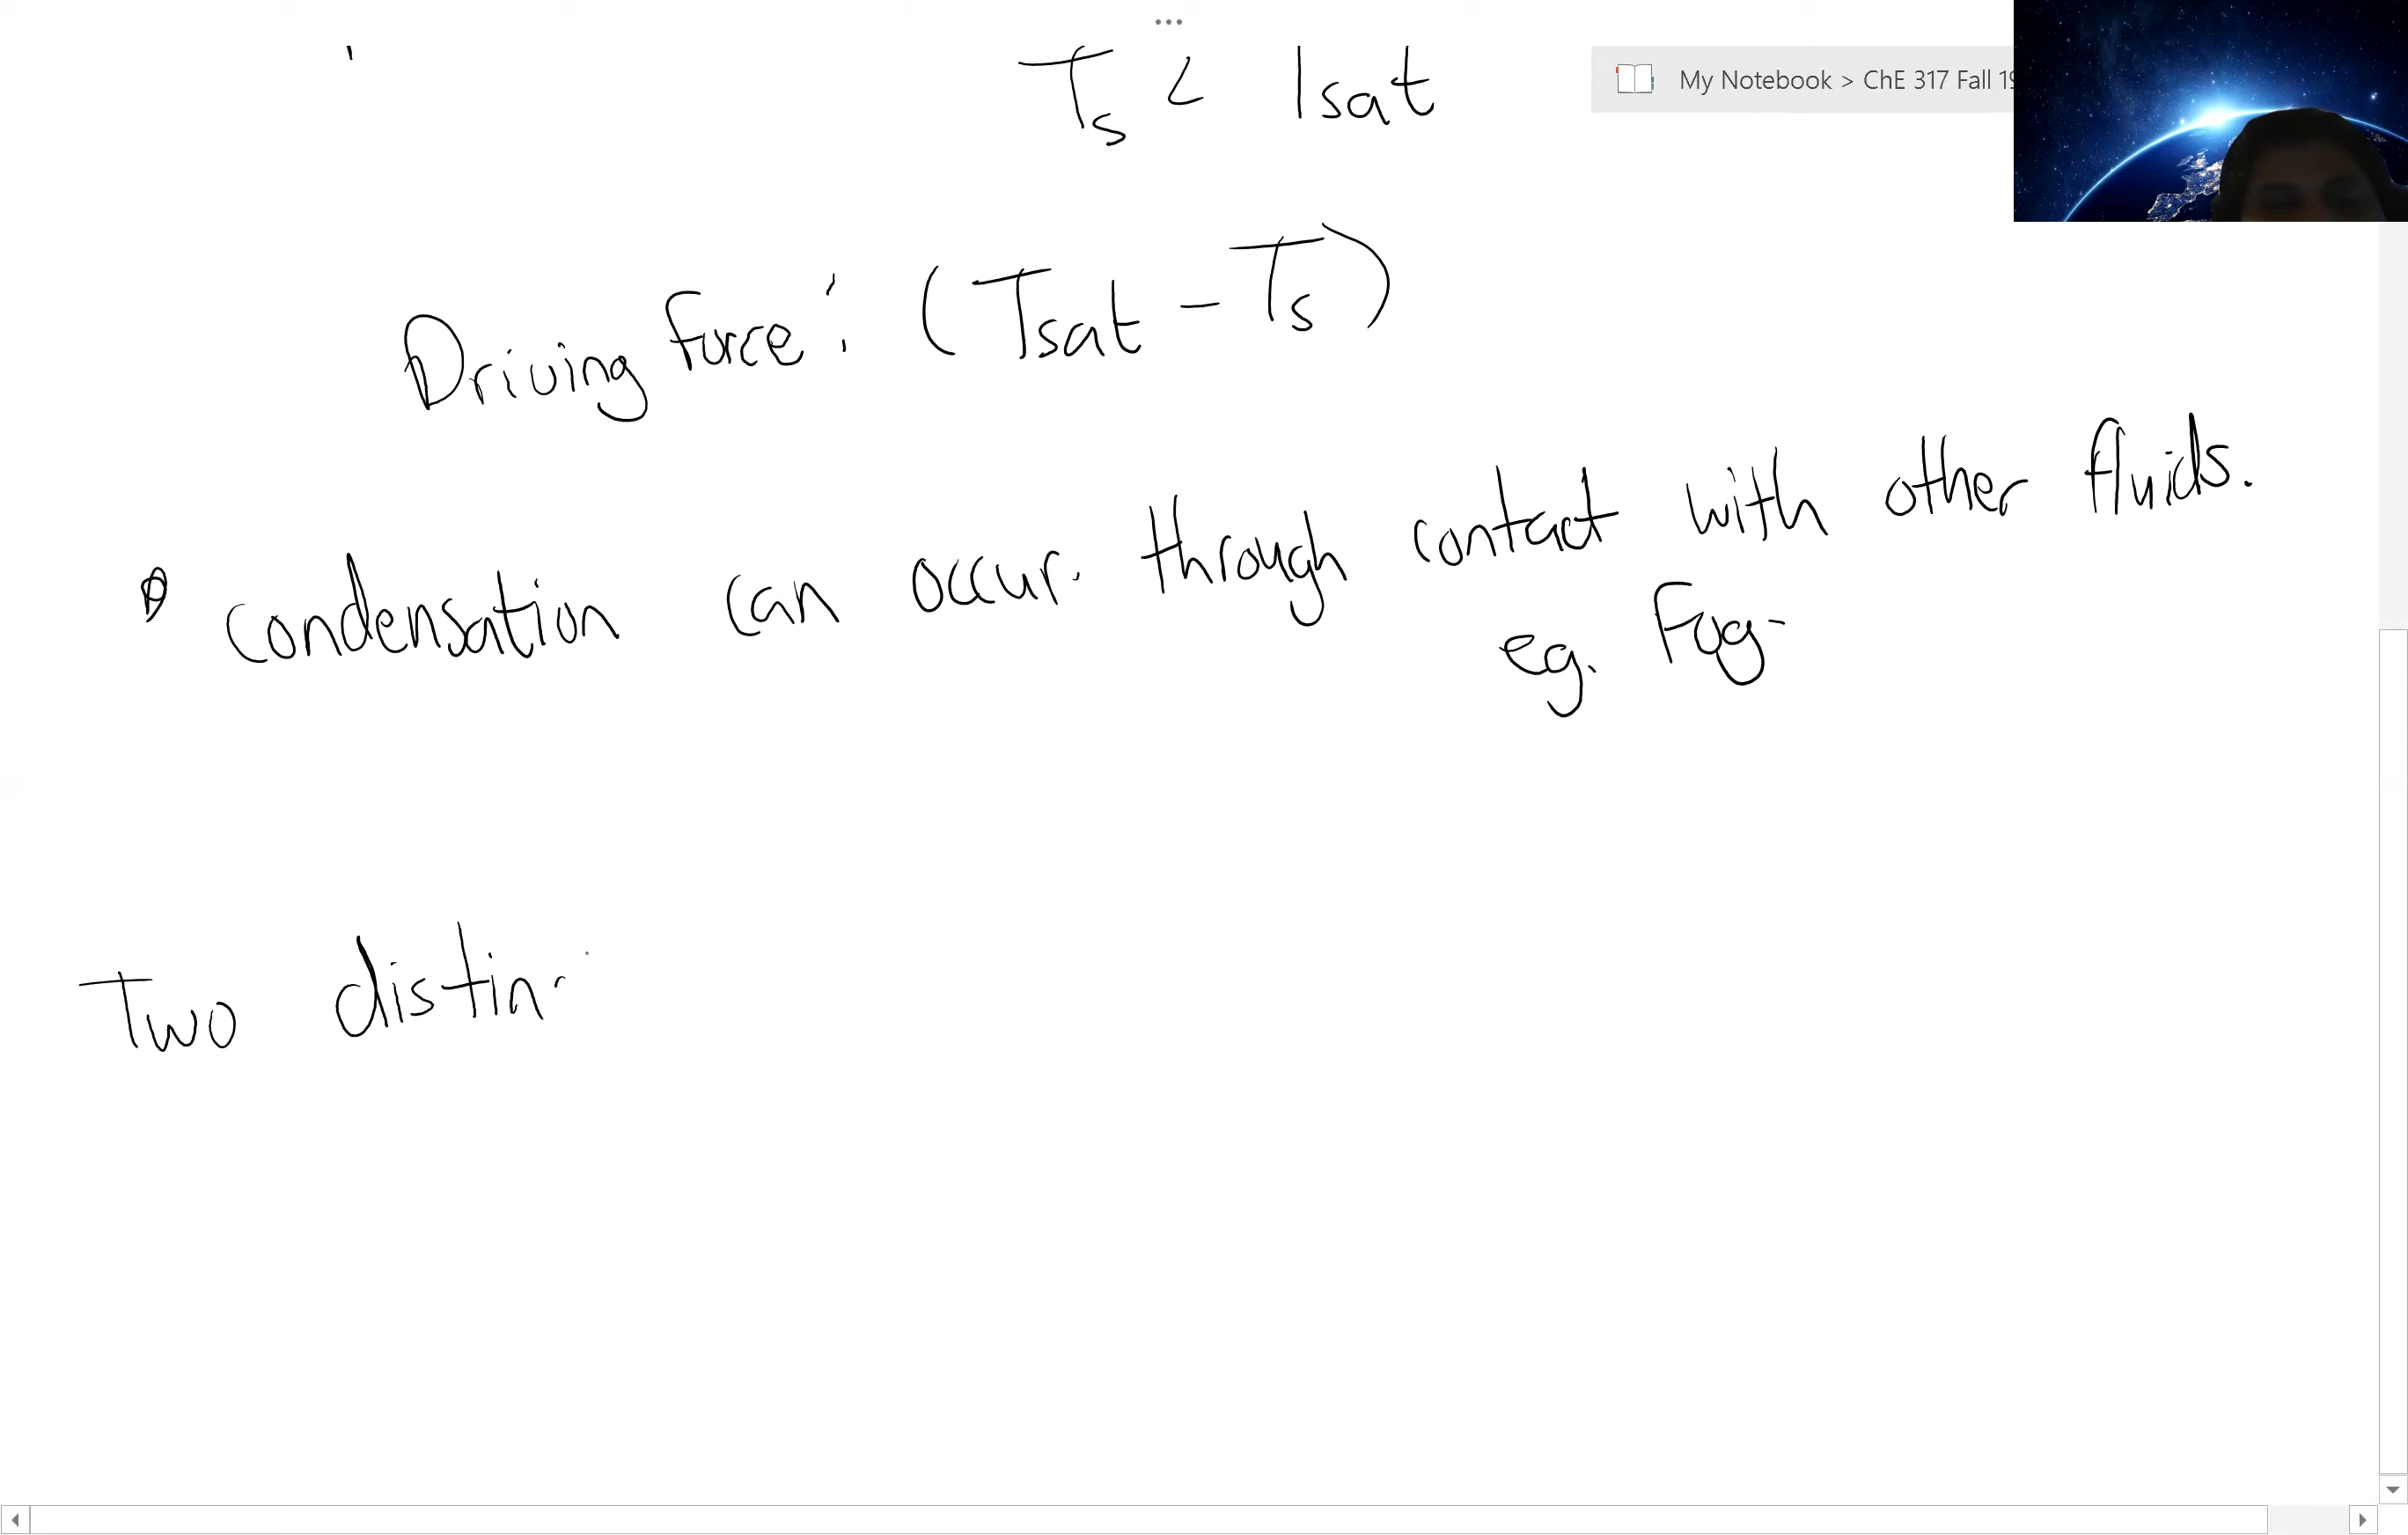 Ts < Tsat
My Notebook > ChE 317 Fall 19
Driving force: (Tsat - Ts)
condensation can occur. through contact with other fluids.
eg. Fog
Two distin